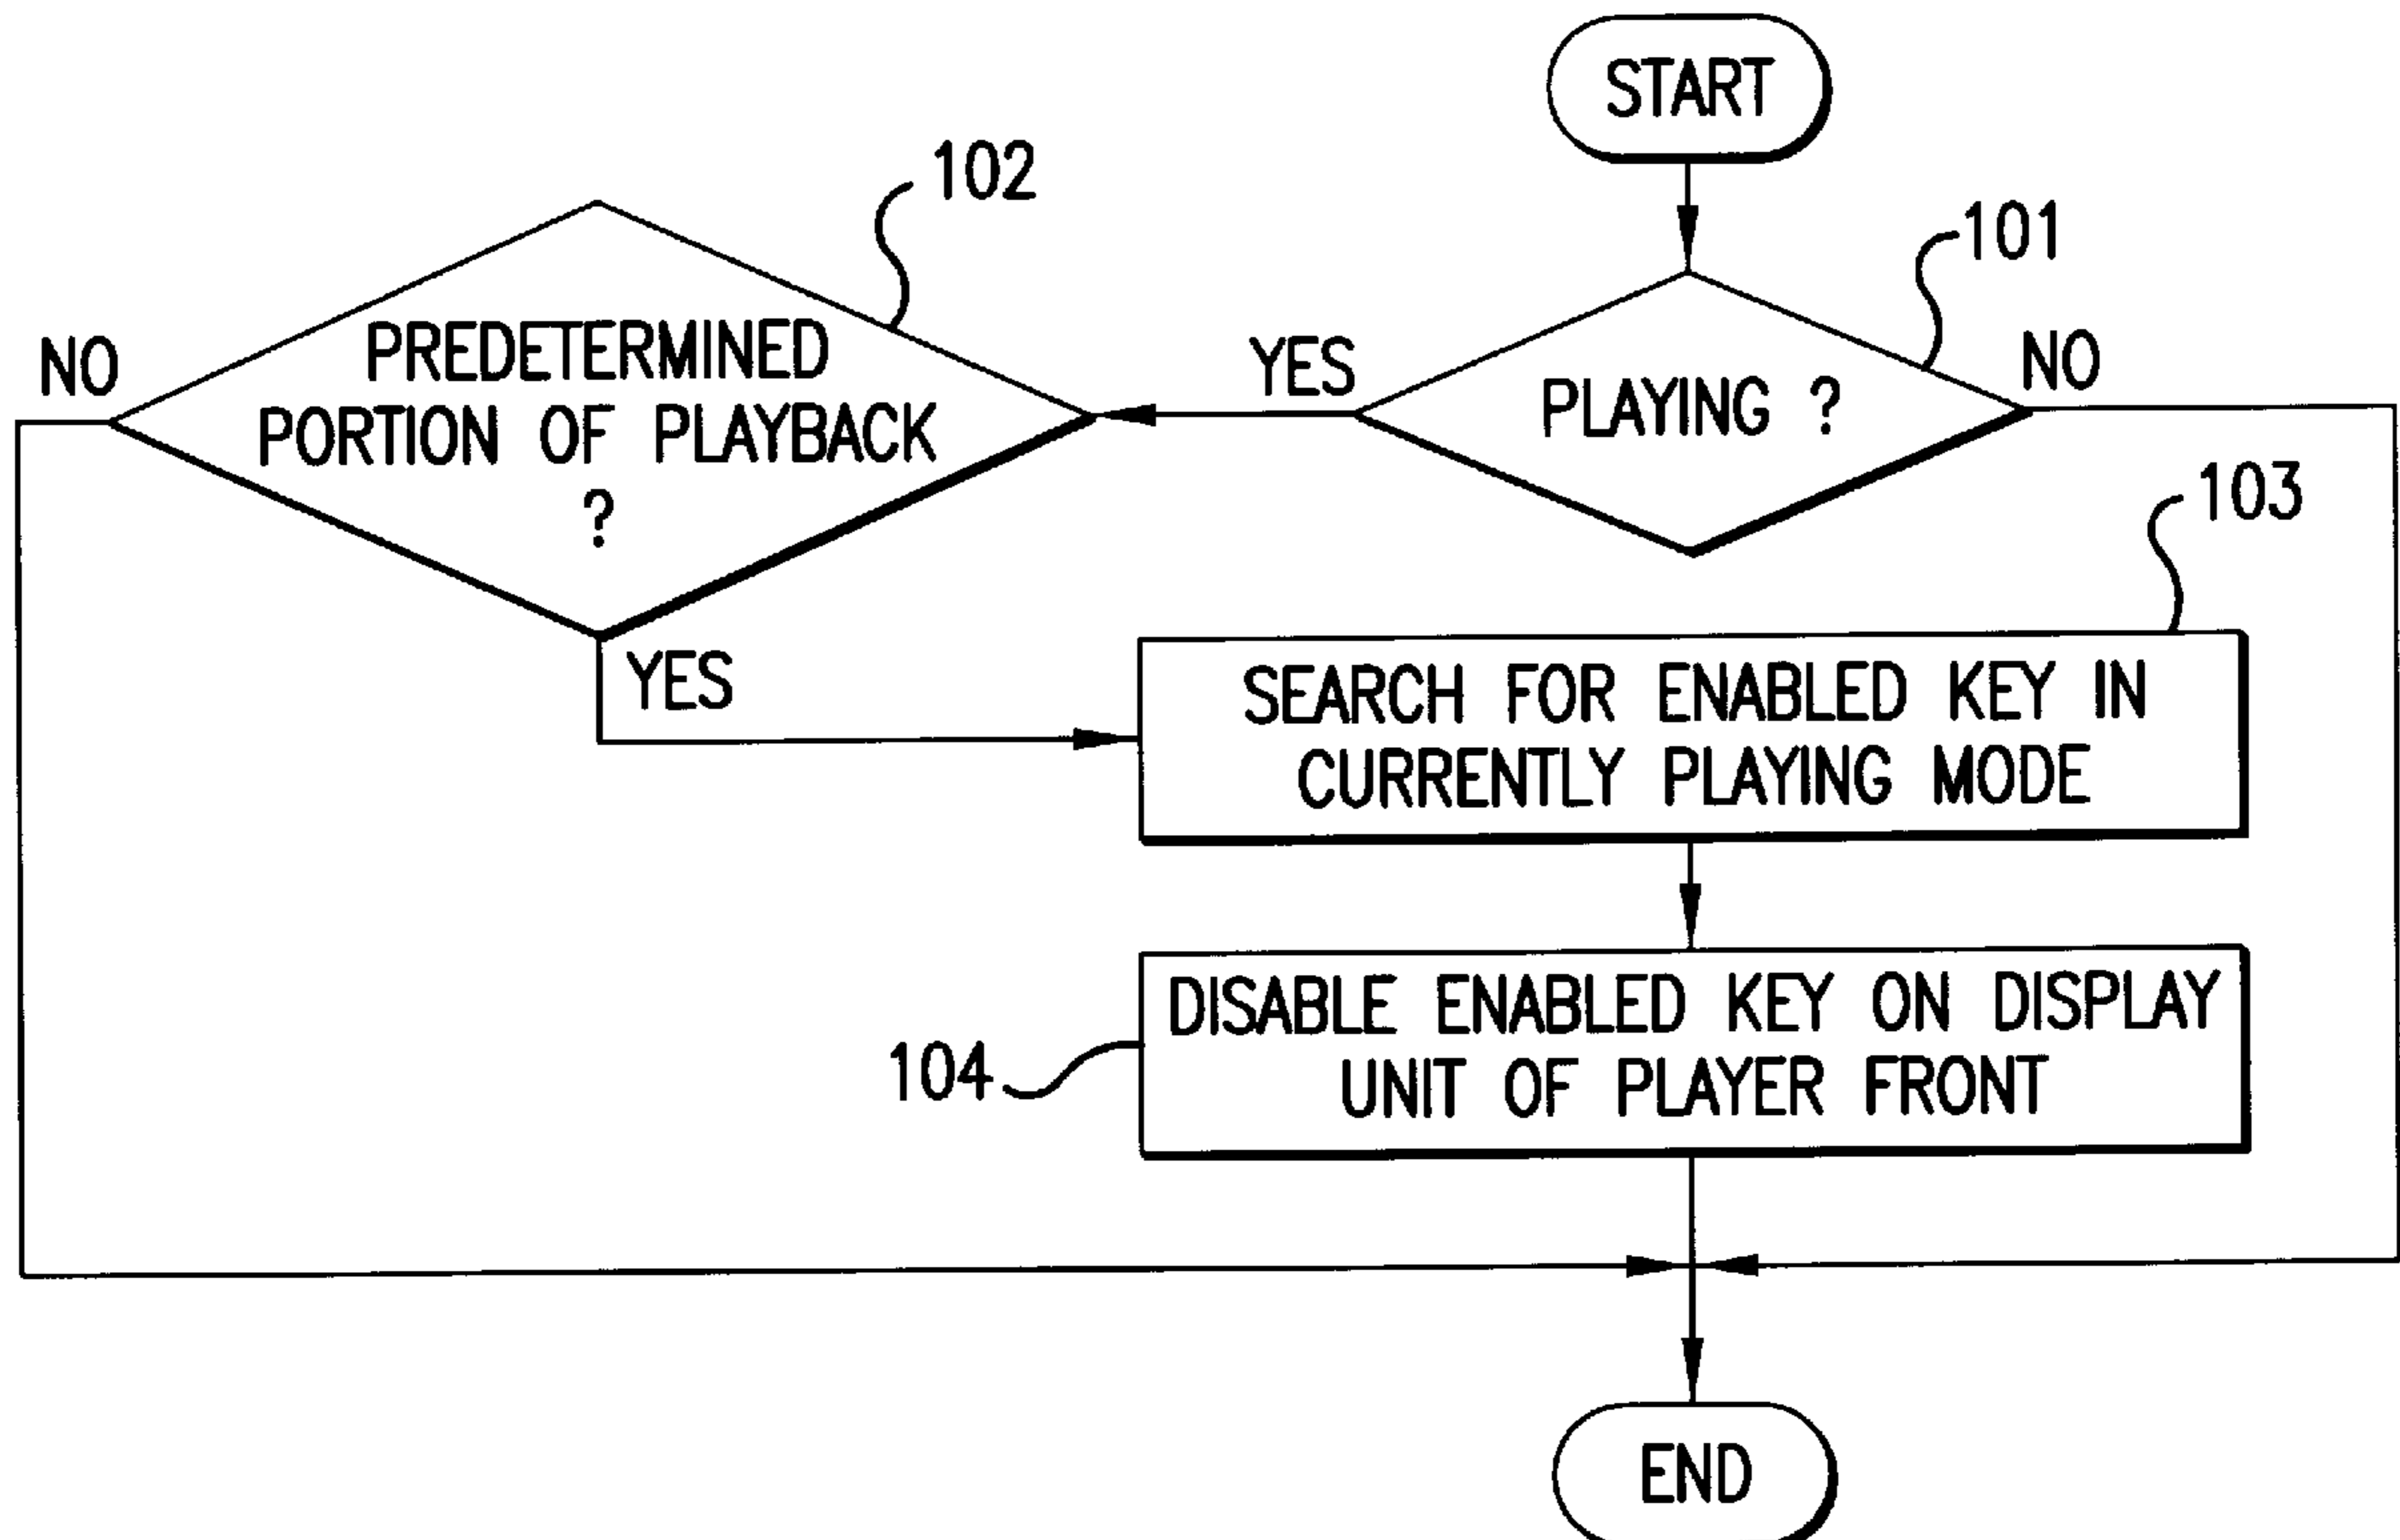 START
101
PLAYING ?
YES
NO
102
PREDETERMINED
PORTION OF PLAYBACK
?
NO
YES
103
SEARCH FOR ENABLED KEY IN
CURRENTLY PLAYING MODE
104
DISABLE ENABLED KEY ON DISPLAY
UNIT OF PLAYER FRONT
END